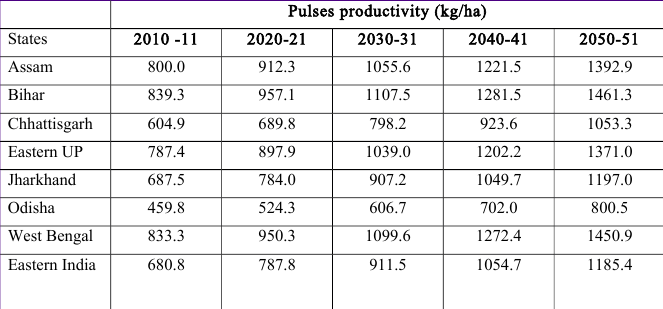 Pulses productivity (kg/ha)
States 2010 -11 2020-21 2030-31 2040-41 2050-51
Assam 800.0 912.3 1055.6 1221.5 1392.9
Bihar 839.3 957.1 1107.5 1281.5 1461.3
Chhattisgarh 604.9 689.8 798.2 923.6 1053.3
Eastern UP 787.4 897.9 1039.0 1202.2 1371.0
Jharkhand 687.5 784.0 907.2 1049.7 1197.0
Odisha 459.8 524.3 606.7 702.0 800.5
West Bengal 833.3 950.3 1099.6 1272.4 1450.9
Eastern India 680.8 787.8 911.5 1054.7 1185.4